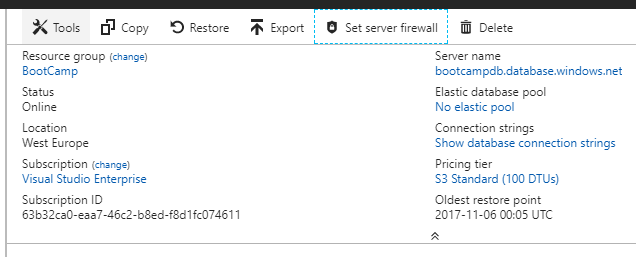 Tools Copy Restore Export Set server firewall Delete
Resource group (change)
BootCamp
Status
Online
Location
West Europe
Subscription (change)
Visual Studio Enterprise
Subscription ID
63b32ca0-eaa7-46c2-b8ed-f8d1fc074611
Server name
bootcampdb.database.windows.net
Elastic database pool
No elastic pool
Connection strings
Show database connection strings
Pricing tier
S3 Standard (100 DTUs)
Oldest restore point
2017-11-06 00:05 UTC